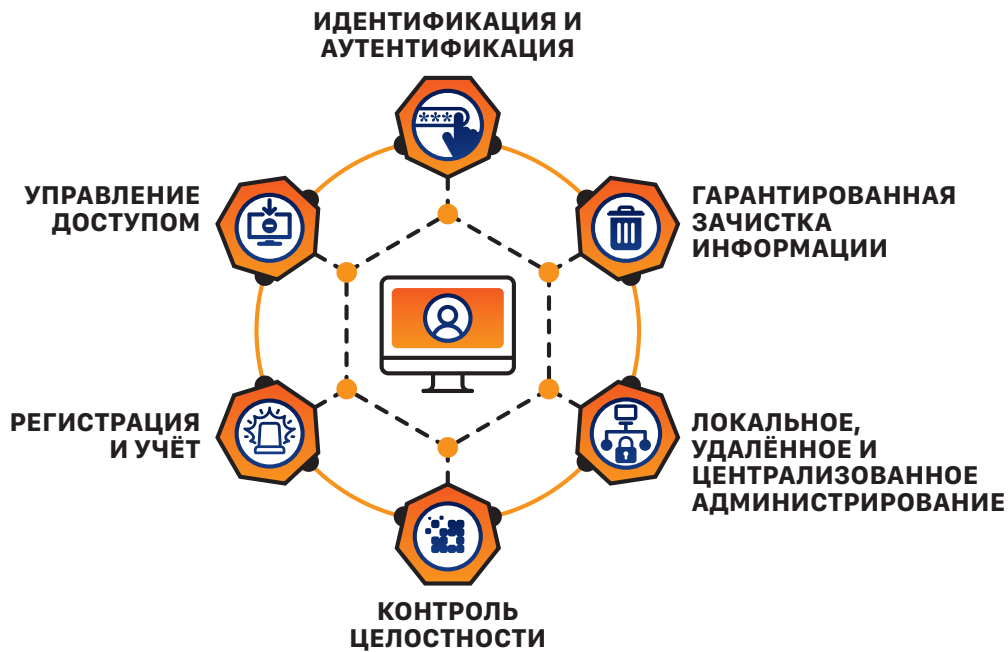 ИДЕНТИФИКАЦИЯ И
АУТЕНТИФИКАЦИЯ
***
УПРАВЛЕНИЕ
ДОСТУПОМ
ГАРАНТИРОВАННАЯ
ЗАЧИСТКА
ИНФОРМАЦИИ
РЕГИСТРАЦИЯ
И УЧЁТ
ЛОКАЛЬНОЕ,
УДАЛЁННОЕ И
ЦЕНТРАЛИЗОВАННОЕ
АДМИНИСТРИРОВАНИЕ
КОНТРОЛЬ
ЦЕЛОСТНОСТИ